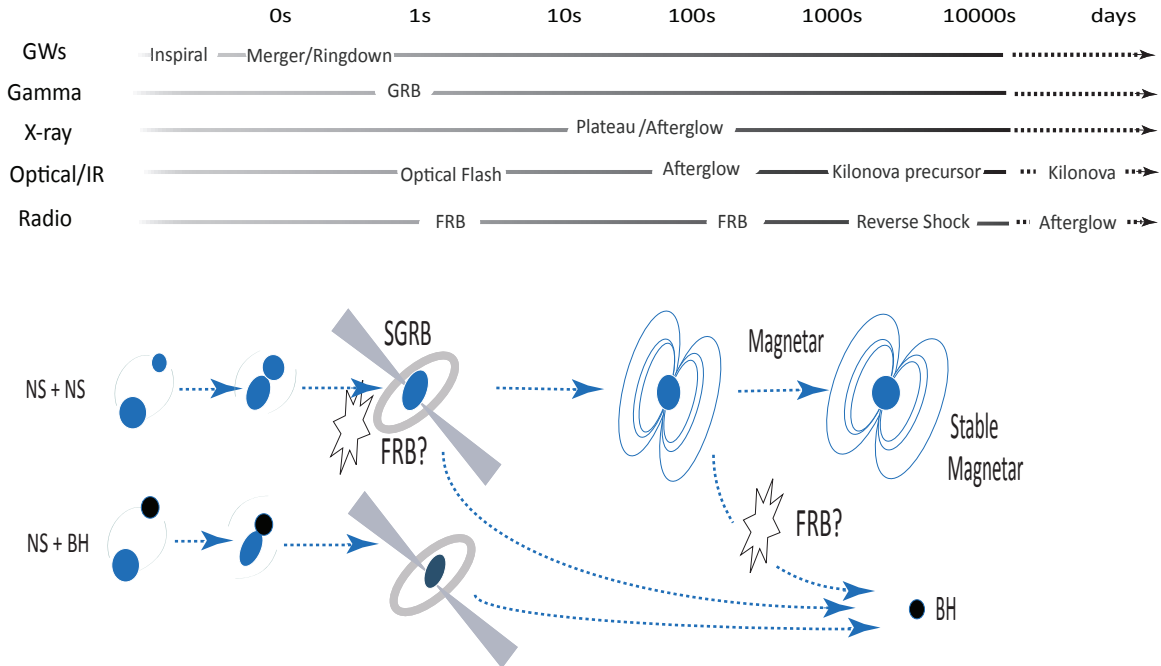 0s 1s 10s 100s 1000s 10000s days
GWs Inspiral Merger/Ringdown
Gamma GRB
X-ray Plateau/Afterglow
Optical/IR Optical Flash Afterglow Kilonova precursor Kilonova
Radio FRB FRB Reverse Shock Afterglow
SGRB
Magnetar
NS + NS
Stable
Magnetar
FRB?
FRB?
NS + BH
BH